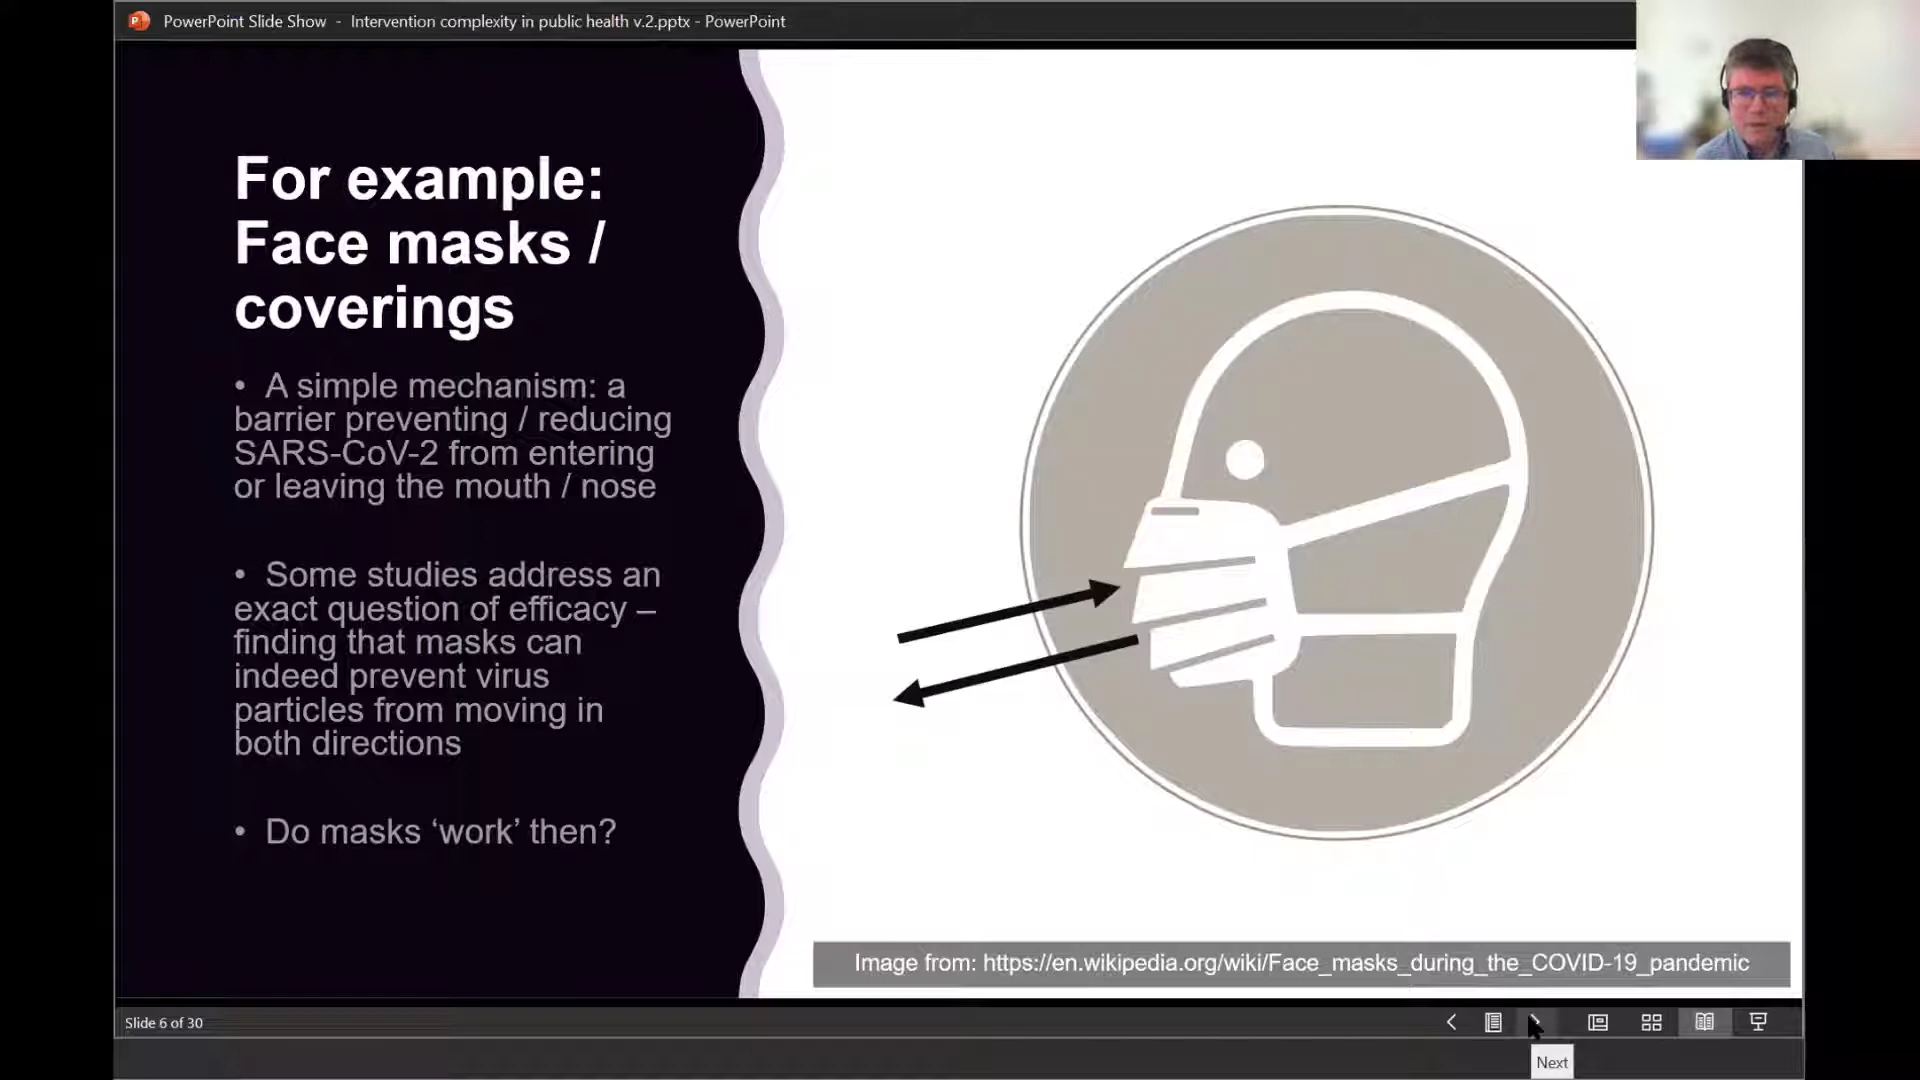 PowerPoint Slide Show - Intervention complexity in public health v.2.pptx - PowerPoint
For example:
Face masks /
coverings
• A simple mechanism: a
barrier preventing / reducing
SARS-CoV-2 from entering
or leaving the mouth / nose
• Some studies address an
exact question of efficacy –
finding that masks can
indeed prevent virus
particles from moving in
both directions
• Do masks ‘work’ then?
Image from: https://en.wikipedia.org/wiki/Face_masks_during_the_COVID-19_pandemic
Slide 6 of 30
Next